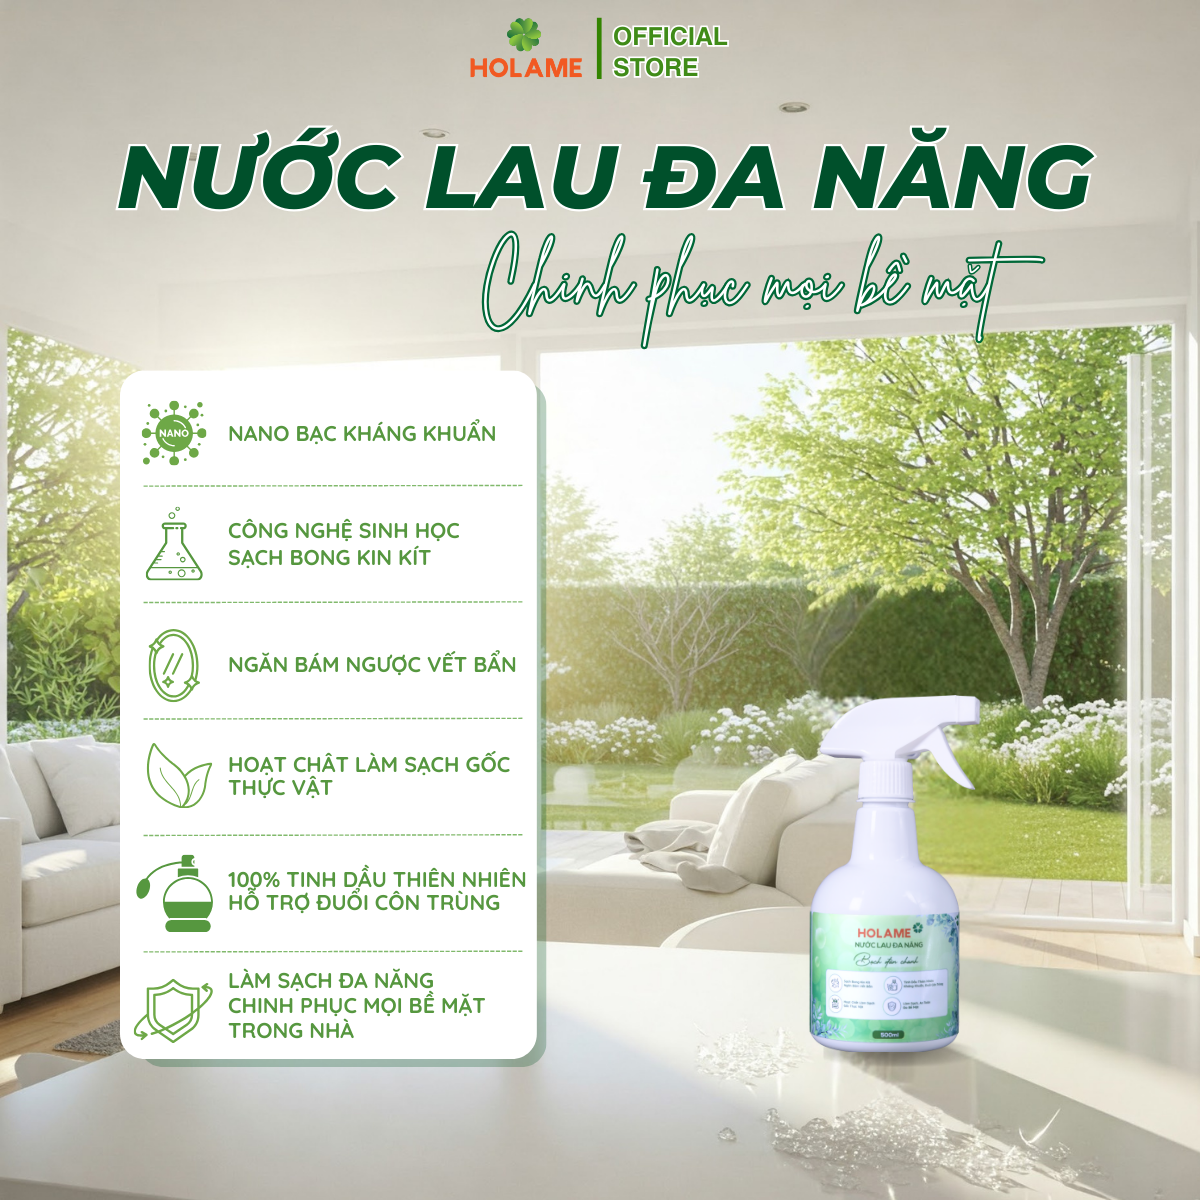 HOLAME
OFFICIAL
STORE
NƯỚC LAU ĐA NĂNG
Chinh phục mọi bề mặt
NANO
NANO BẠC KHÁNG KHUẨN
CÔNG NGHỆ SINH HỌC
SẠCH BONG KIN KÍT
NGĂN BÁM NGƯỢC VẾT BẨN
HOẠT CHẤT LÀM SẠCH GỐC
THỰC VẬT
100% TINH DẦU THIÊN NHIÊN
HỖ TRỢ ĐUỔI CÔN TRÙNG
LÀM SẠCH ĐA NĂNG
CHINH PHỤC MỌI BỀ MẶT
TRONG NHÀ
HOLAME
NƯỚC LAU ĐA NĂNG
500ml